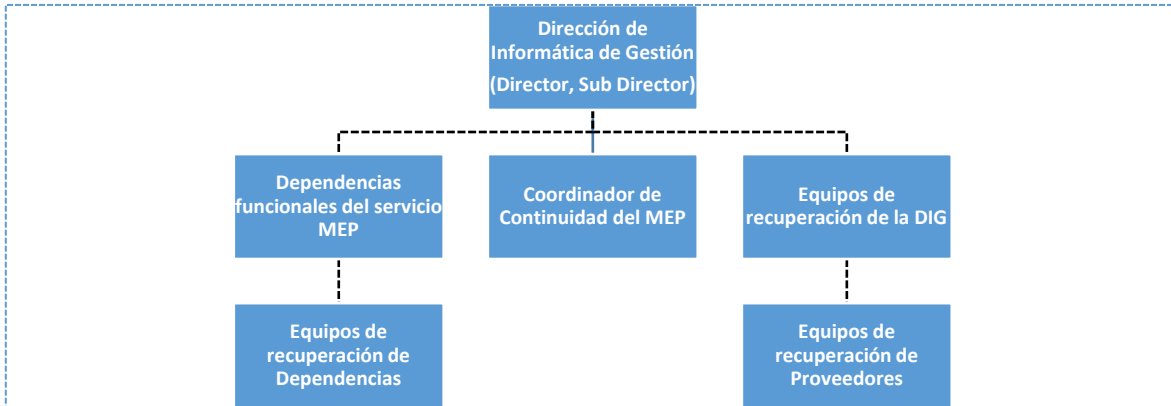 Dirección de
Informática de Gestión
(Director, Sub Director)
Dependencias
funcionales del servicio
MEP
Coordinador de
Continuidad del MEP
Equipos de
recuperación de la DIG
Equipos de
recuperación de
Dependencias
Equipos de
recuperación de
Proveedores